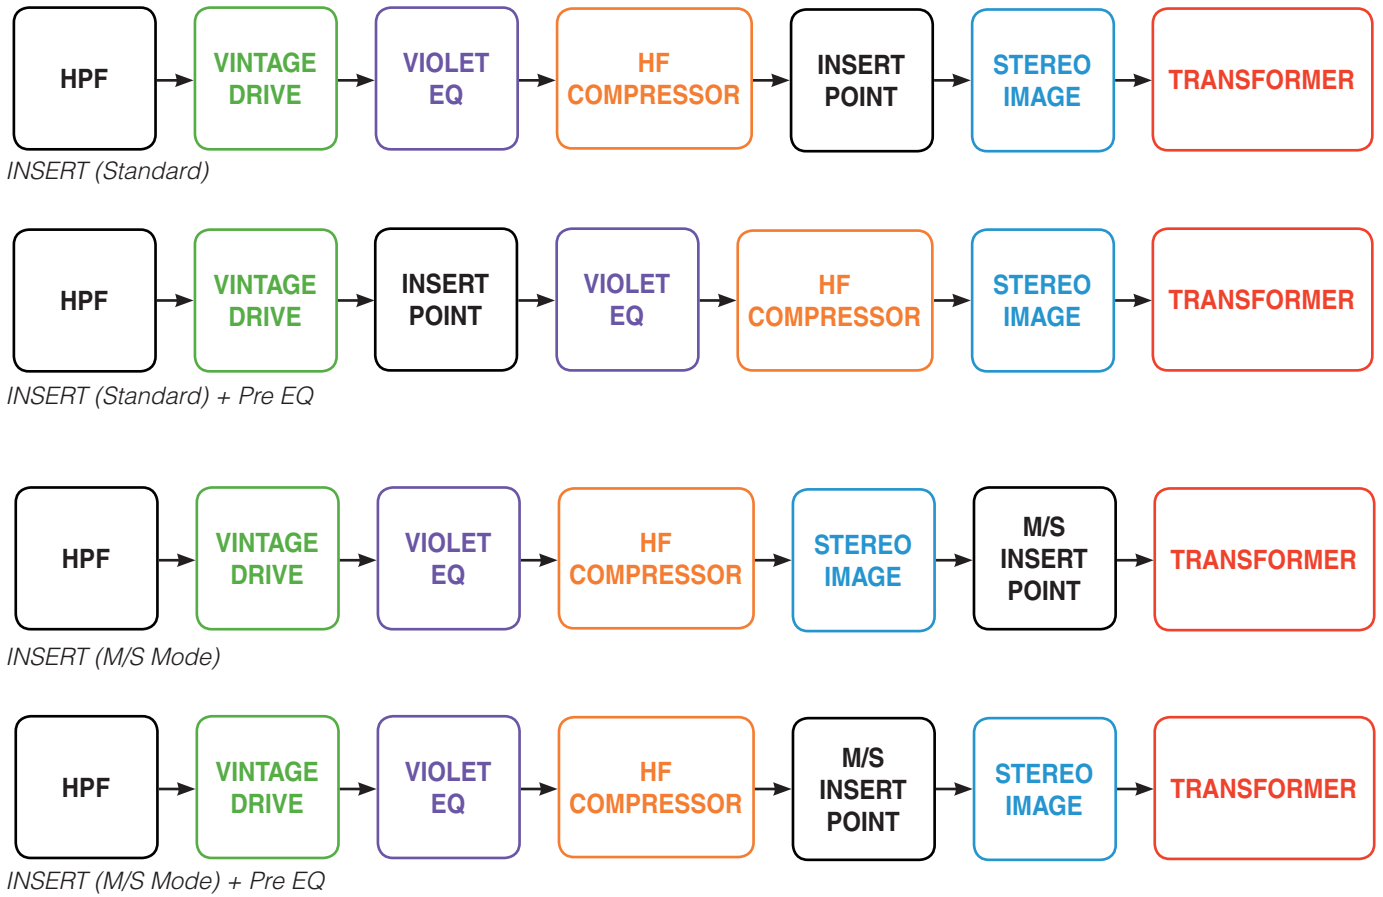 HPF
VINTAGE
DRIVE
VIOLET
EQ
HF
COMPRESSOR
INSERT
POINT
STEREO
IMAGE
TRANSFORMER
INSERT (Standard)
HPF
VINTAGE
DRIVE
INSERT
POINT
VIOLET
EQ
HF
COMPRESSOR
STEREO
IMAGE
TRANSFORMER
INSERT (Standard) + Pre EQ
HPF
VINTAGE
DRIVE
VIOLET
EQ
HF
COMPRESSOR
STEREO
IMAGE
M/S
INSERT
POINT
TRANSFORMER
INSERT (M/S Mode)
HPF
VINTAGE
DRIVE
VIOLET
EQ
HF
COMPRESSOR
M/S
INSERT
POINT
STEREO
IMAGE
TRANSFORMER
INSERT (M/S Mode) + Pre EQ